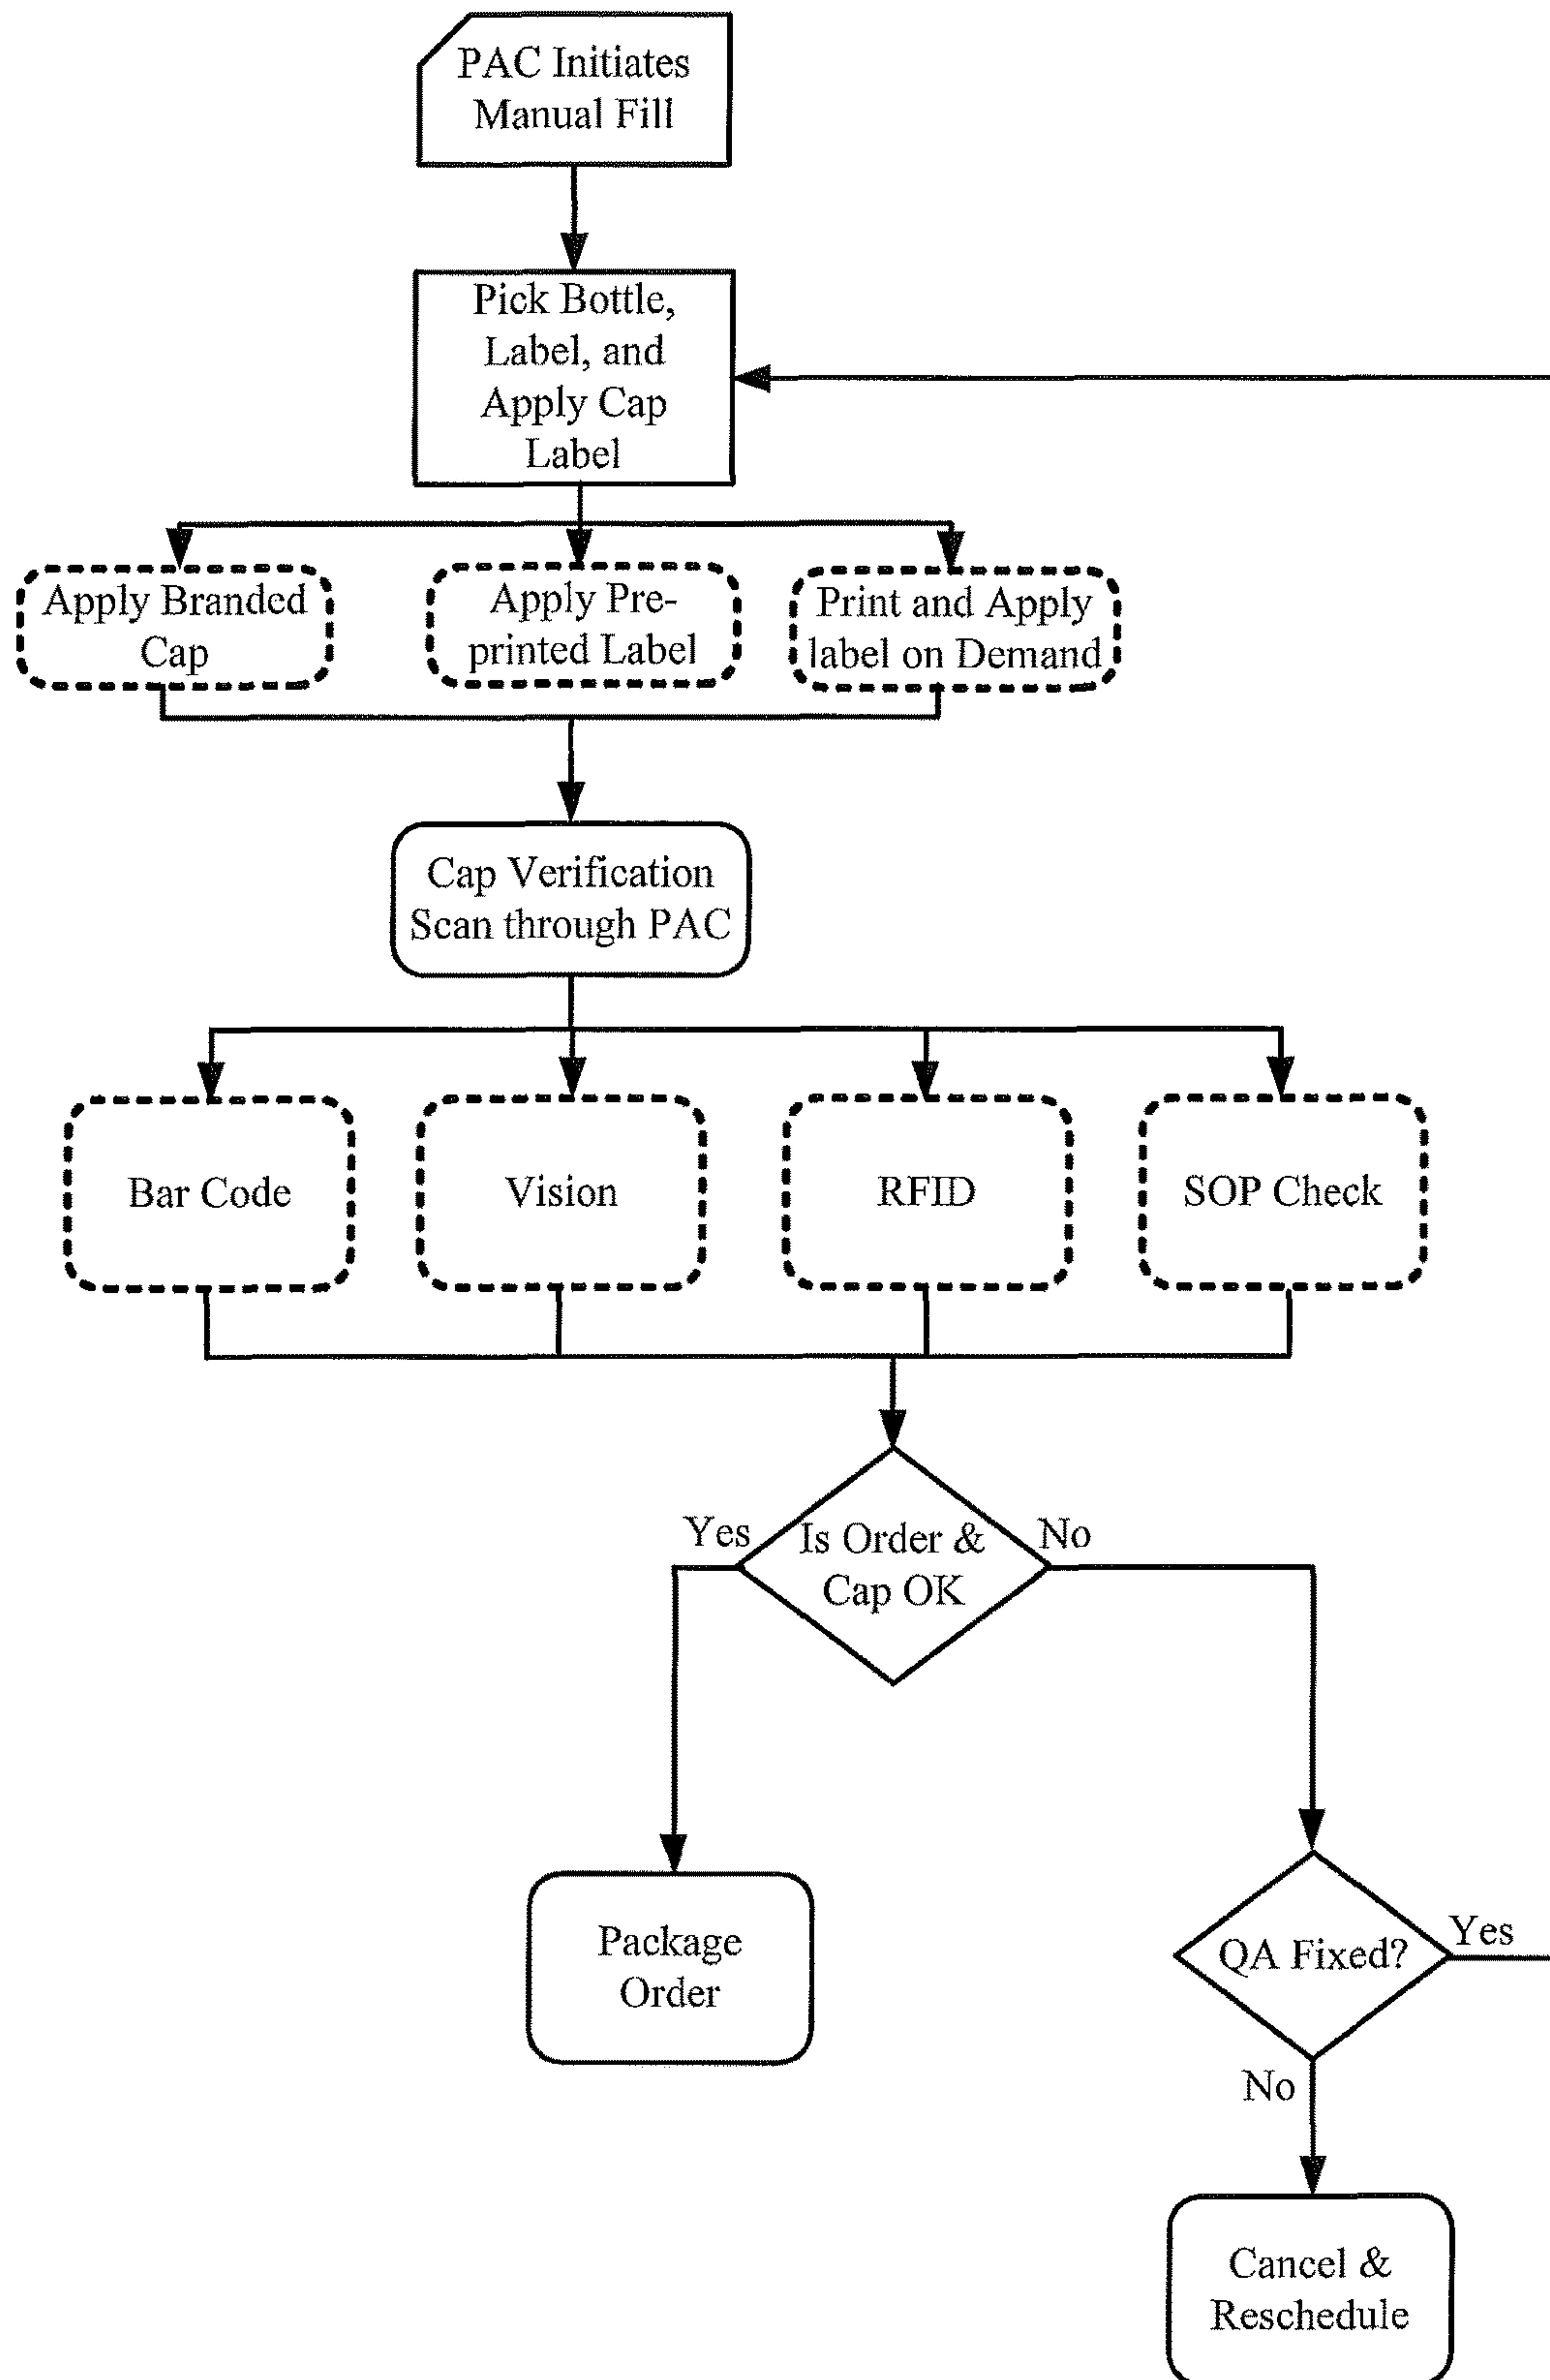 PAC Initiates
Manual Fill
Pick Bottle,
Label, and
Apply Cap
Label
Apply Branded
Cap
Apply Pre-
printed Label
Print and Apply
label on Demand
Cap Verification
Scan through PAC
Bar Code
Vision
RFID
SOP Check
Yes
Is Order &
Cap OK
No
Package
Order
QA Fixed?
Yes
No
Cancel &
Reschedule